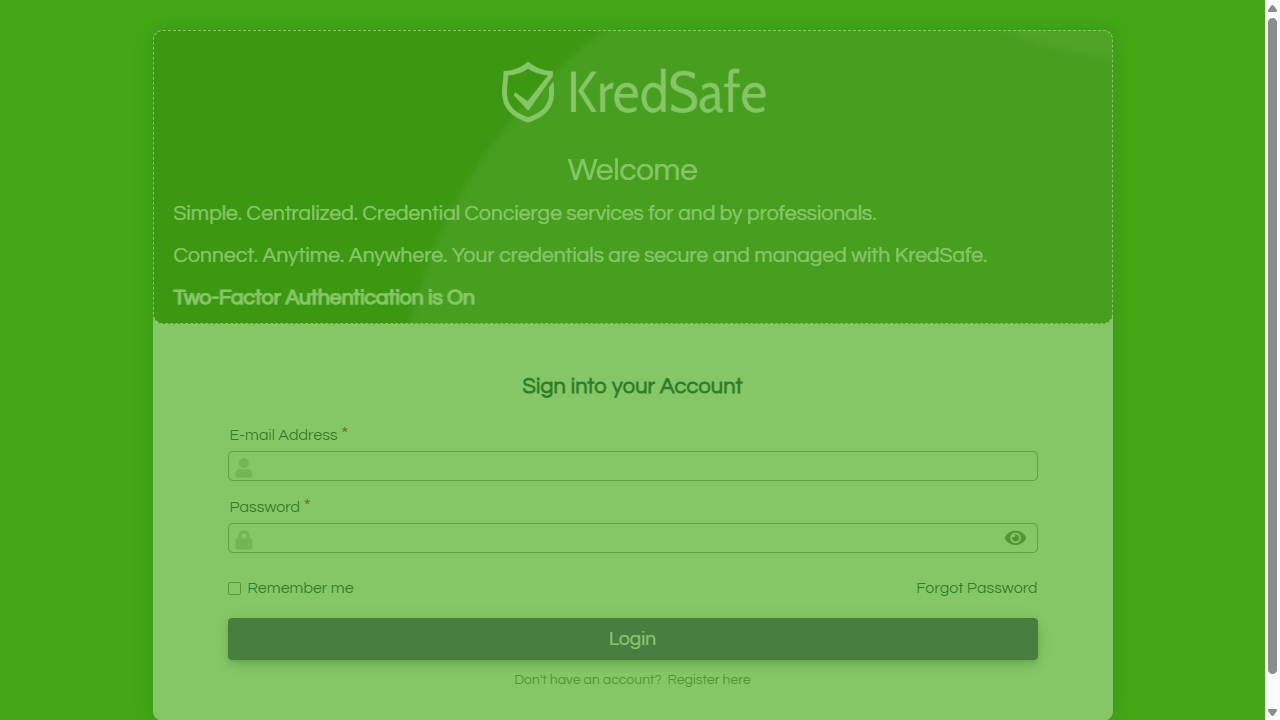 KredSafe
Welcome
Simple. Centralized. Credential Concierge services for and by professionals.
Connect. Anytime. Anywhere. Your credentials are secure and managed with KredSafe.
Two-Factor Authentication is On
Sign into your Account
E-mail Address *
Password *
Remember me
Forgot Password
Login
Don't have an account? Register here